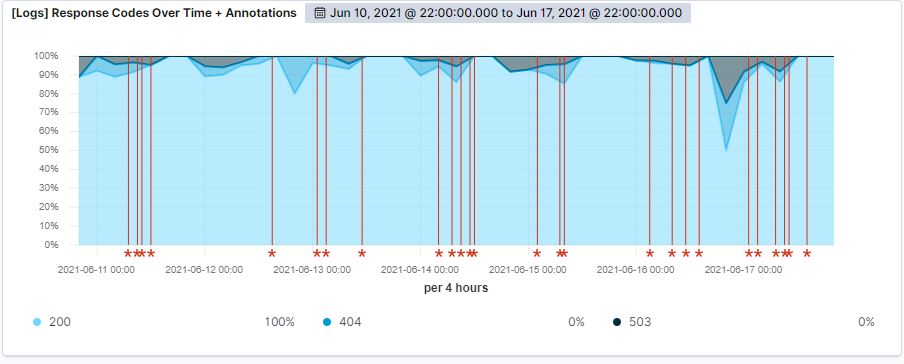 [Logs] Response Codes Over Time + Annotations Jun 10, 2021 @ 22:00:00.000 to Jun 17, 2021 @ 22:00:00.000
100%
90%
80%
70%
60%
50%
40%
30%
20%
10%
0%
2021-06-11 00:00 2021-06-12 00:00 2021-06-13 00:00 2021-06-14 00:00 2021-06-15 00:00 2021-06-16 00:00 2021-06-17 00:00
per 4 hours
200 100% 404 0% 503 0%